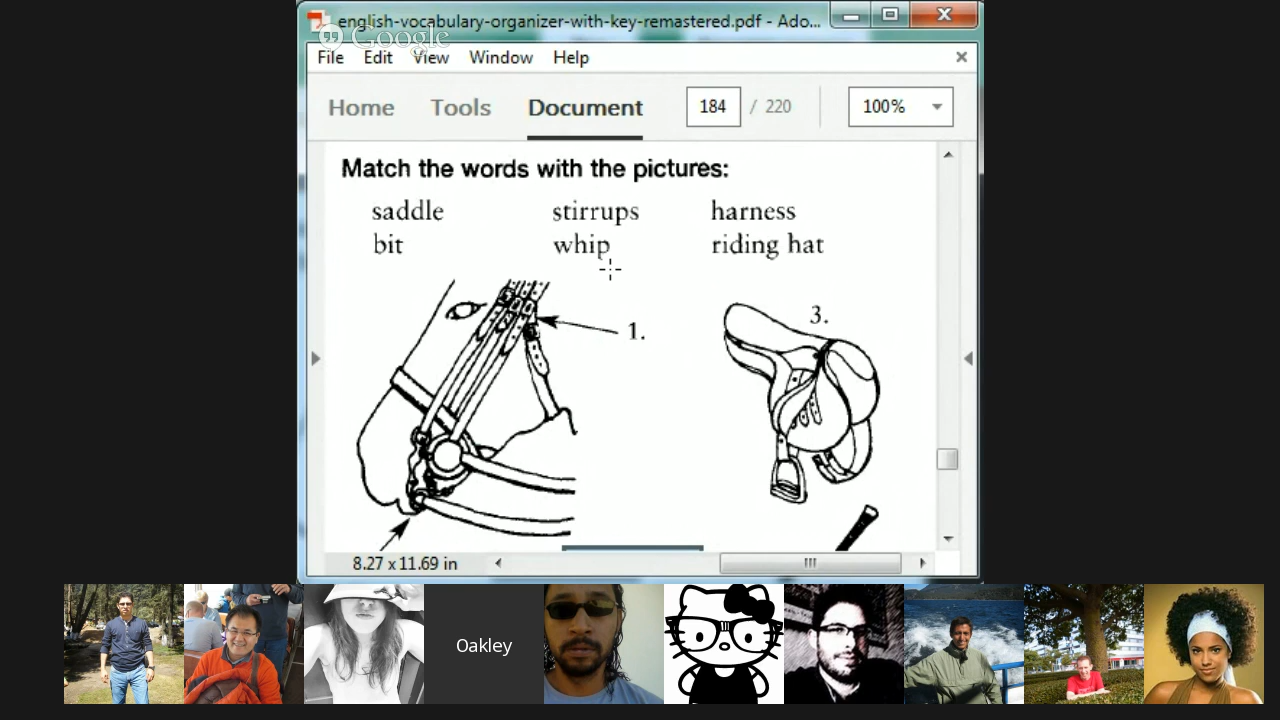 english-vocabulary-organizer-with-key-remastered.pdf - Ado...
Google
File Edit View Window Help
Home Tools Document 184 / 220 100%
Match the words with the pictures:
saddle stirrups harness
bit whip riding hat
1.
3.
8.27 x 11.69 in
Oakley